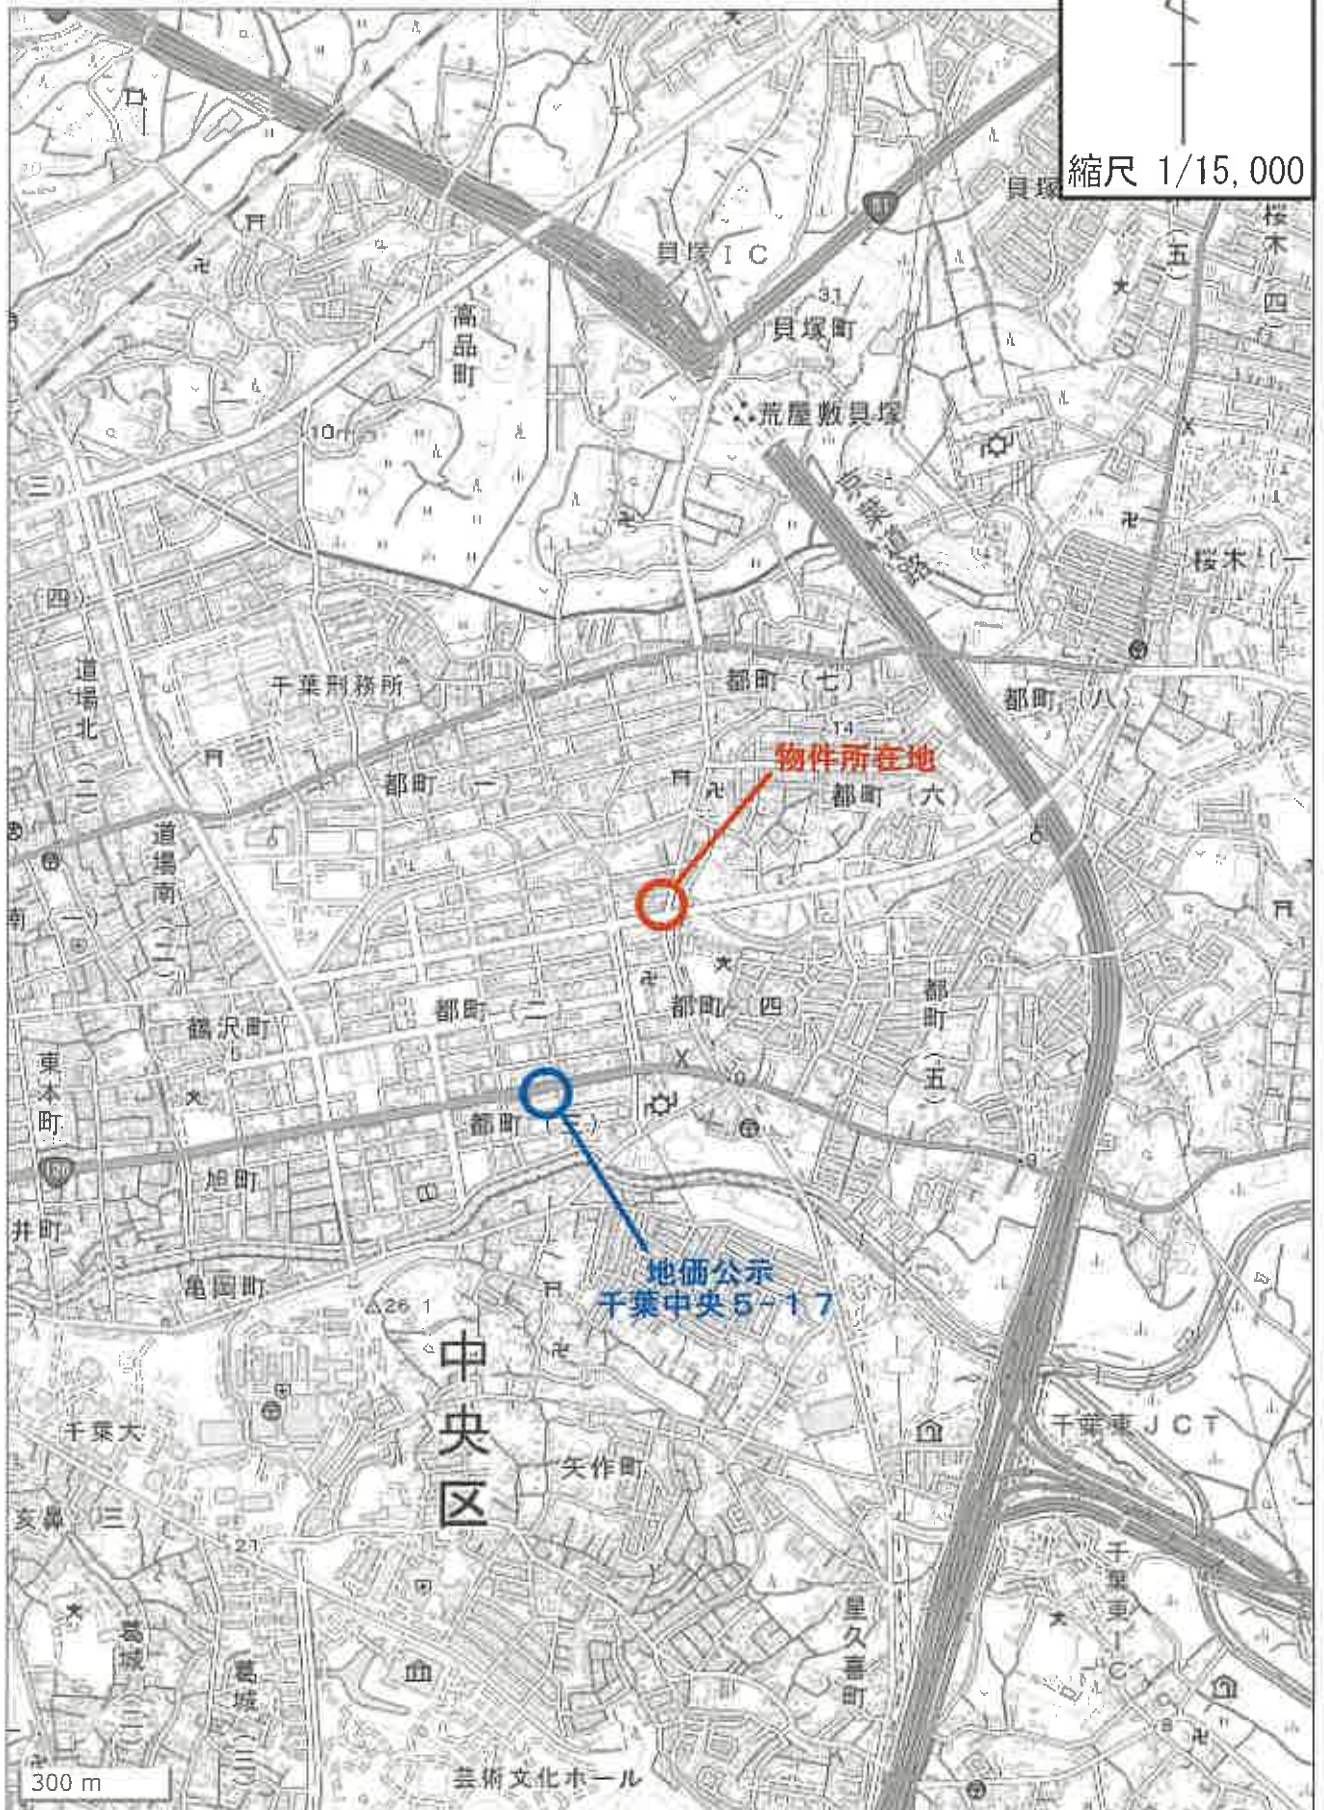 縮尺 1/15,000
貝塚
桜木(四)
(五)
貝塚IC
31
貝塚町
高品町
荒屋敷貝塚
10
(三)
京葉道路
桜木(一
(四)
道場北(二)
千葉刑務所
都町(七)
都町(八)
14
物件所在地
都町(一)
都町(六)
道場南(二)
南(一)
都町(二)
都町(四)
都町(五)
鶴沢町
東本町
都町(三)
9
旭町
井町
亀岡町
地価公示
千葉中央5-17
26
中央区
千葉大
千葉東JCT
矢作町
亥鼻(三)
21
千葉東IC
星久喜町
葛城(三)
葛城(二)
8
300 m
芸術文化ホール